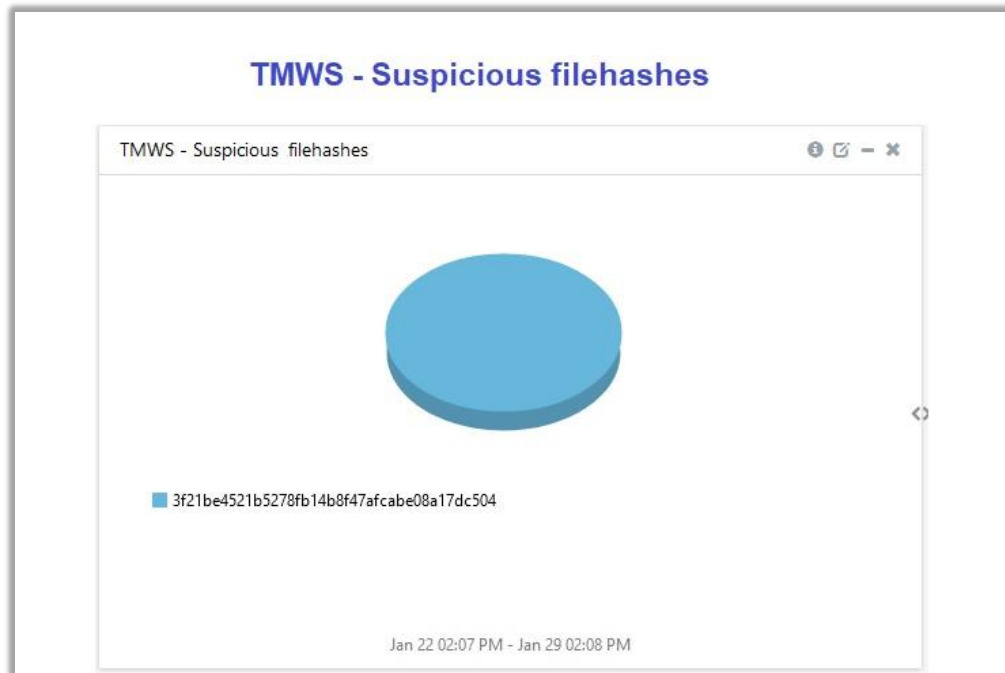 TMWS - Suspicious filehashes
TMWS - Suspicious filehashes
3f21be4521b5278fb14b8f47afcabe08a17dc504
Jan 22 02:07 PM - Jan 29 02:08 PM